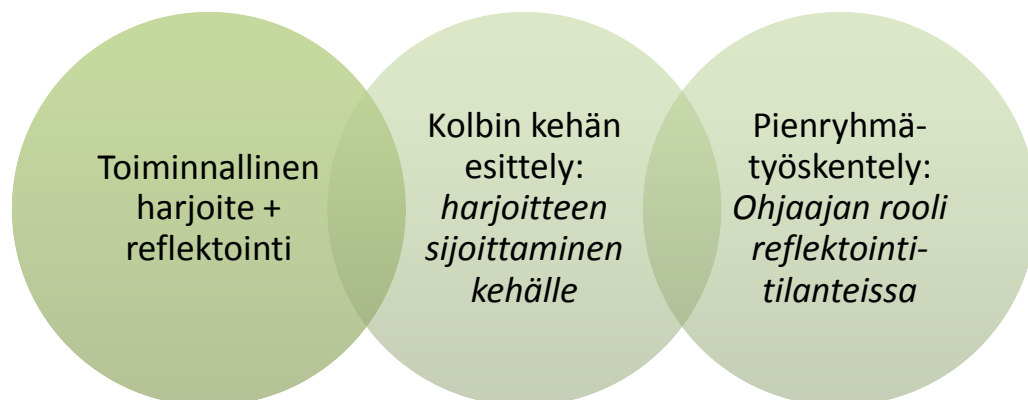 Toiminnallinen
harjoite +
reflektointi
Kolbin kehän
esittely:
harjoitteen
sijoittaminen
kehälle
Pienryhmä-
työskentely:
Ohjaajan rooli
reflektointi-
tilanteissa